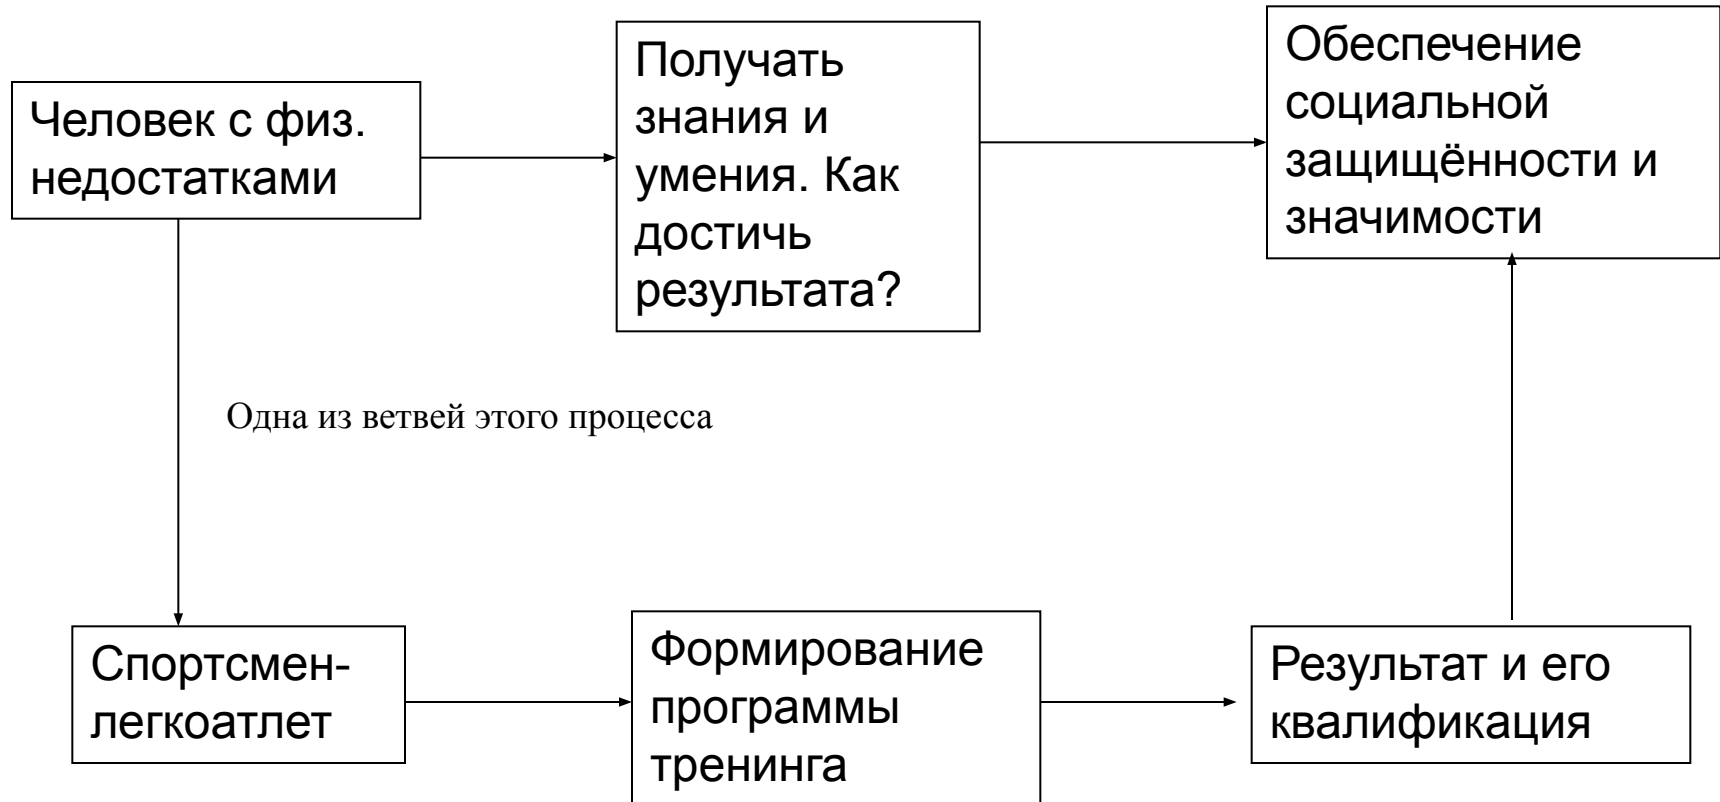 Человек с физ.
недостатками
Получать
знания и
умения. Как
достичь
результата?
Обеспечение
социальной
защищённости и
значимости
Одна из ветвей этого процесса
Спортсмен-
легкоатлет
Формирование
программы
тренинга
Результат и его
квалификация